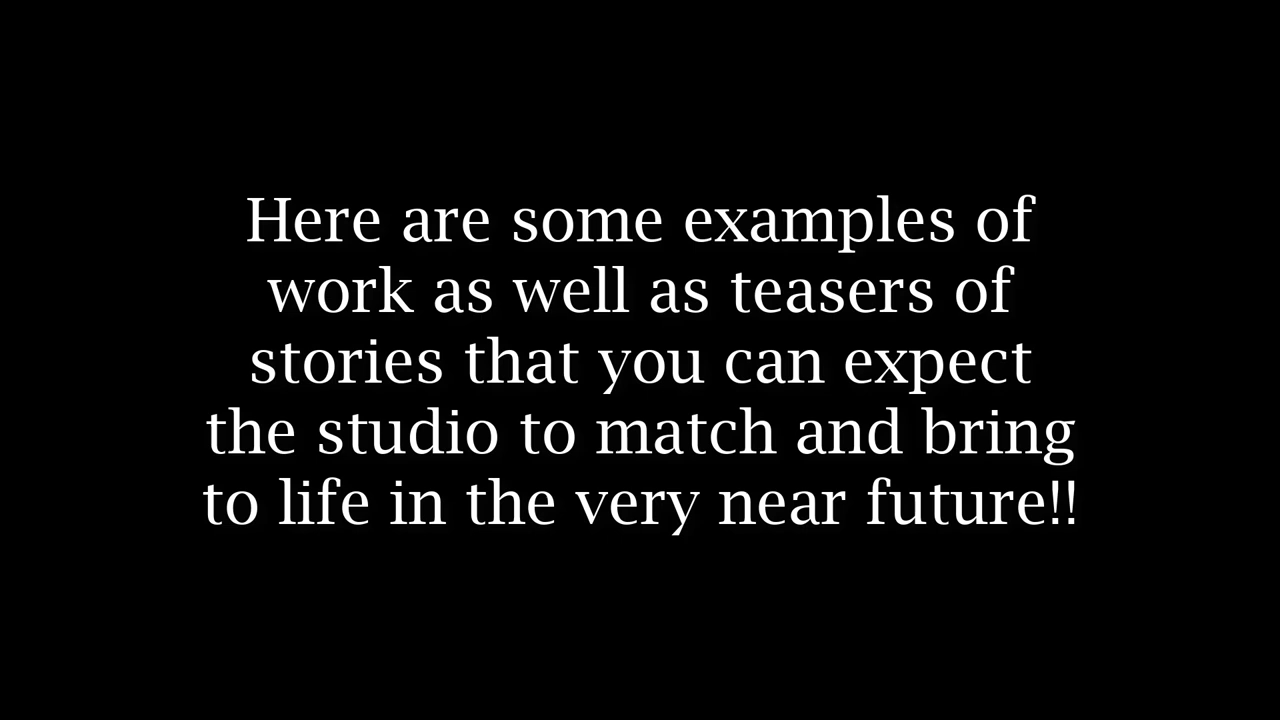 Here are some examples of
work as well as teasers of
stories that you can expect
the studio to match and bring
to life in the very near future!!